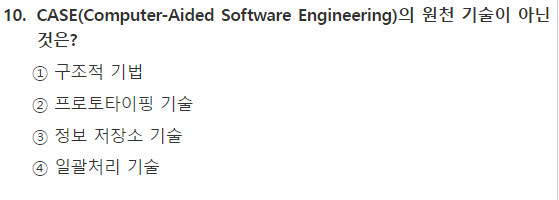 10. CASE(Computer-Aided Software Engineering)의 원천 기술이 아닌
것은?
① 구조적 기법
② 프로토타이핑 기술
③ 정보 저장소 기술
④ 일괄처리 기술